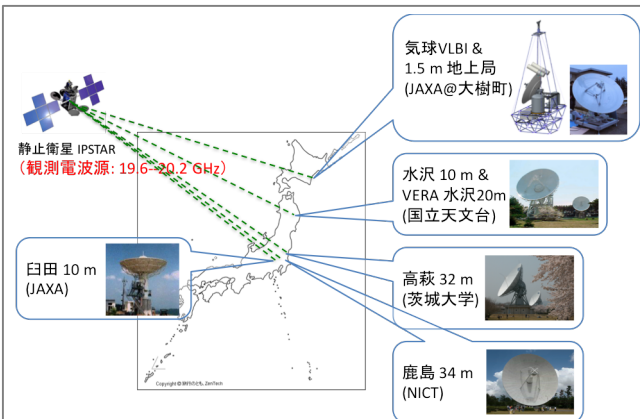 気球VLBI &
1.5 m 地上局
(JAXA@大樹町)
静止衛星 IPSTAR
(観測電波源: 19.6–20.2 GHz)
水沢 10 m &
VERA 水沢20m
(国立天文台)
臼田 10 m
(JAXA)
高萩 32 m
(茨城大学)
鹿島 34 m
(NICT)